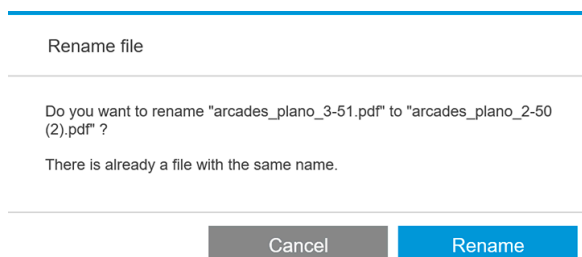 Rename file
Do you want to rename "arcades_plano_3-51.pdf" to "arcades_plano_2-50
(2).pdf" ?
There is already a file with the same name.
Cancel
Rename